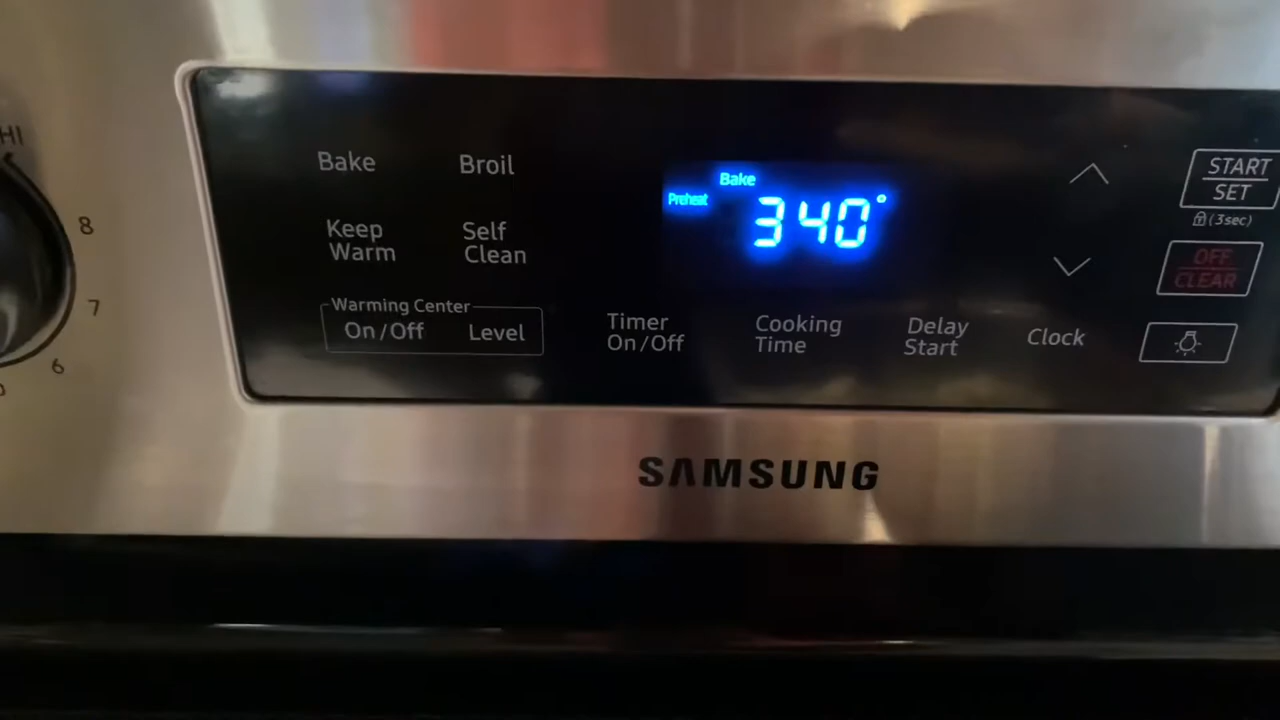 HI
8
7
6
Bake
Broil
Keep
Warm
Self
Clean
Warming Center
On/Off
Level
Bake
Preheat
340°
Timer
On/Off
Cooking
Time
Delay
Start
Clock
START
SET
(3sec)
OFF
CLEAR
SAMSUNG